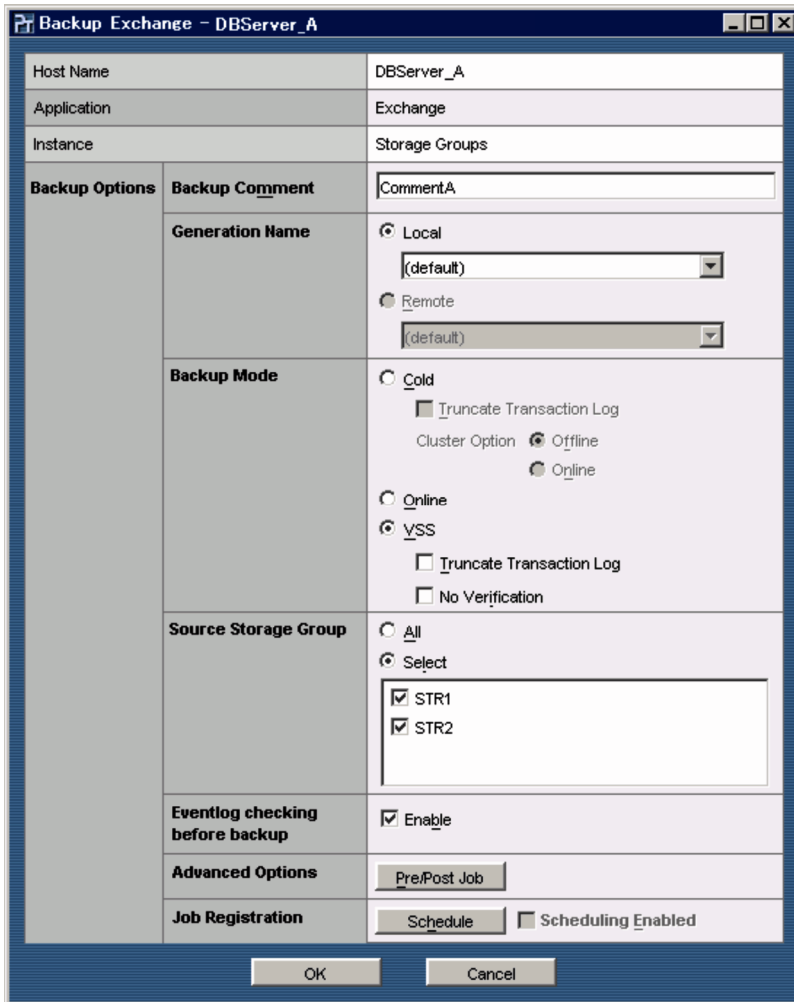 Backup Exchange - DBServer_A
Host Name DBServer_A
Application Exchange
Instance Storage Groups
Backup Options Backup Comment CommentA
Generation Name Local
(default)
Remote
(default)
Backup Mode Cold
Truncate Transaction Log
Cluster Option Offline
Online
Online
VSS
Truncate Transaction Log
No Verification
Source Storage Group All
Select
STR1
STR2
Eventlog checking
before backup Enable
Advanced Options Pre/Post Job
Job Registration Schedule Scheduling Enabled
OK Cancel